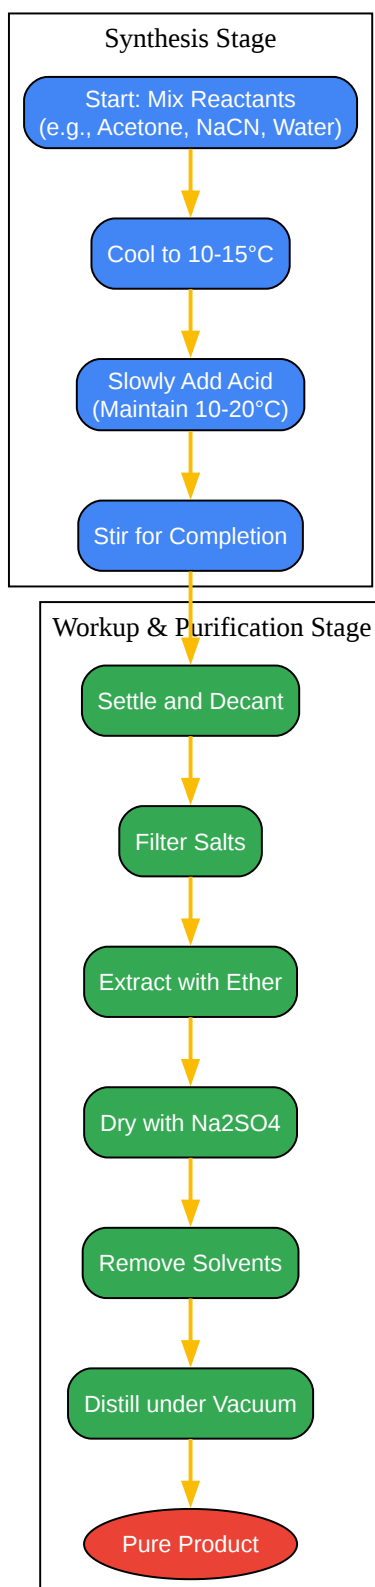 Synthesis Stage
Start: Mix Reactants
(e.g., Acetone, NaCN, Water)
Cool to 10-15°C
Slowly Add Acid
(Maintain 10-20°C)
Stir for Completion
Workup & Purification Stage
Settle and Decant
Filter Salts
Extract with Ether
Dry with Na2SO4
Remove Solvents
Distill under Vacuum
Pure Product